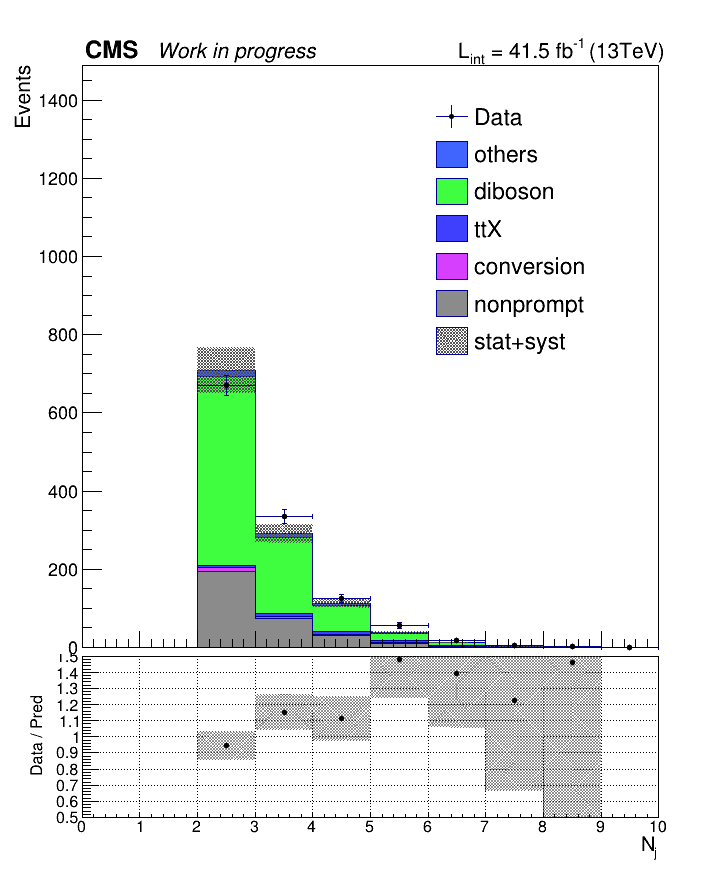 CMS Work in progress L_int = 41.5 fb⁻¹ (13TeV)
Events
1400
1200
1000
800
600
400
200
0
Data
others
diboson
ttX
conversion
nonprompt
stat+syst
Data / Pred
1.5
1.4
1.3
1.2
1.1
1
0.9
0.8
0.7
0.6
0.5
0 1 2 3 4 5 6 7 8 9 10
N_j